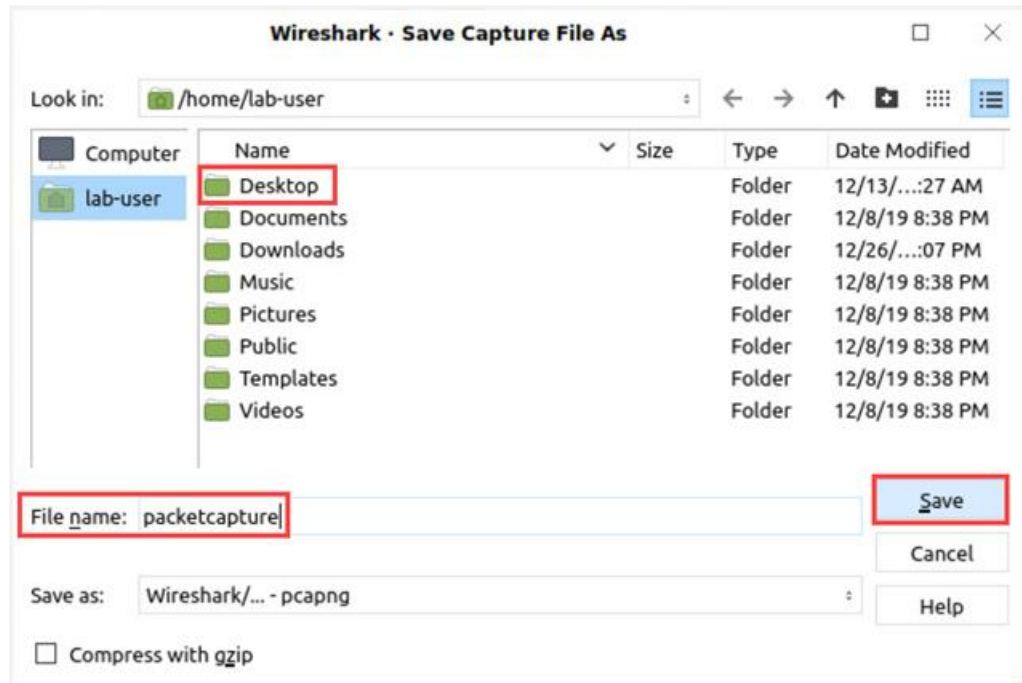 Wireshark · Save Capture File As
Look in: /home/lab-user
Computer
lab-user
Name Size Type Date Modified
Desktop Folder 12/13/...:27 AM
Documents Folder 12/8/19 8:38 PM
Downloads Folder 12/26/...:07 PM
Music Folder 12/8/19 8:38 PM
Pictures Folder 12/8/19 8:38 PM
Public Folder 12/8/19 8:38 PM
Templates Folder 12/8/19 8:38 PM
Videos Folder 12/8/19 8:38 PM
File name: packetcapture
Save
Cancel
Save as: Wireshark/... - pcapng
Help
Compress with gzip